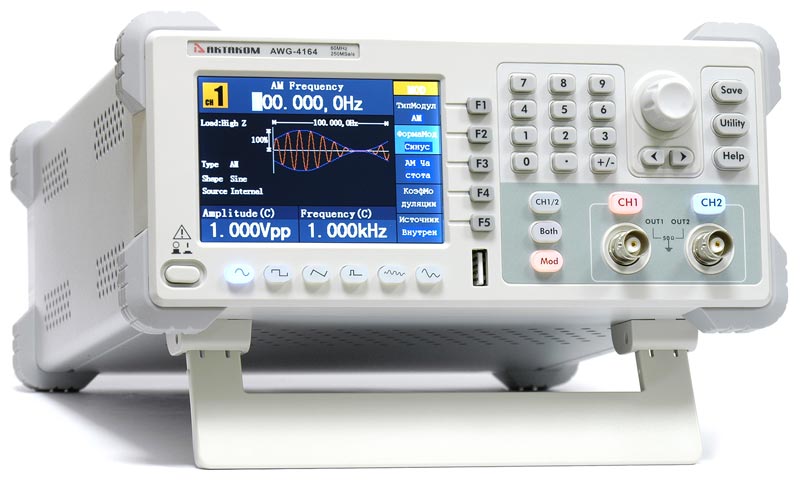 АКТАКОМ AWG-4164 60MHz
250MSa/s
CH 1
AM Frequency
00.000,0Hz
Load:High Z
100.000,0Hz
100%
Type AM
Shape Sine
Source Internal
Amplitude(C)
1.000Vpp
Frequency(C)
1.000kHz
ТипМодул
АМ
ФормаМод
Синус
АМ Ча
стота
КоэфМо
дуляции
Источник
Внутрен
F1
F2
F3
F4
F5
7 8 9
4 5 6
1 2 3
0 . +/-
Save
Utility
Help
CH1/2
Both
Mod
CH1
CH2
OUT1 OUT2
50Ω